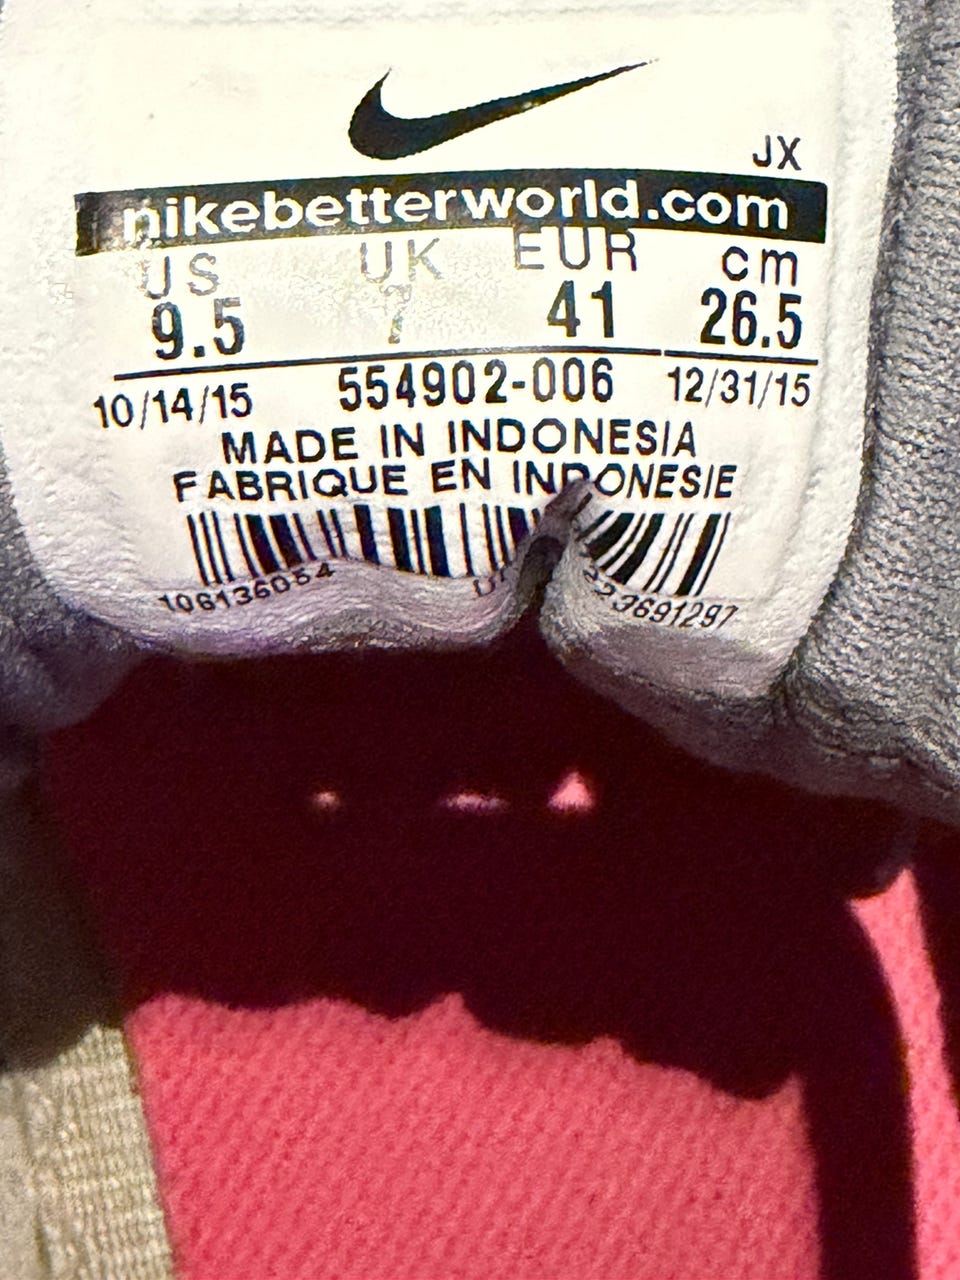 JX
nikebetterworld.com
US UK EUR cm
9.5 7 41 26.5
10/14/15 554902-006 12/31/15
MADE IN INDONESIA
FABRIQUE EN INDONESIE
106136054